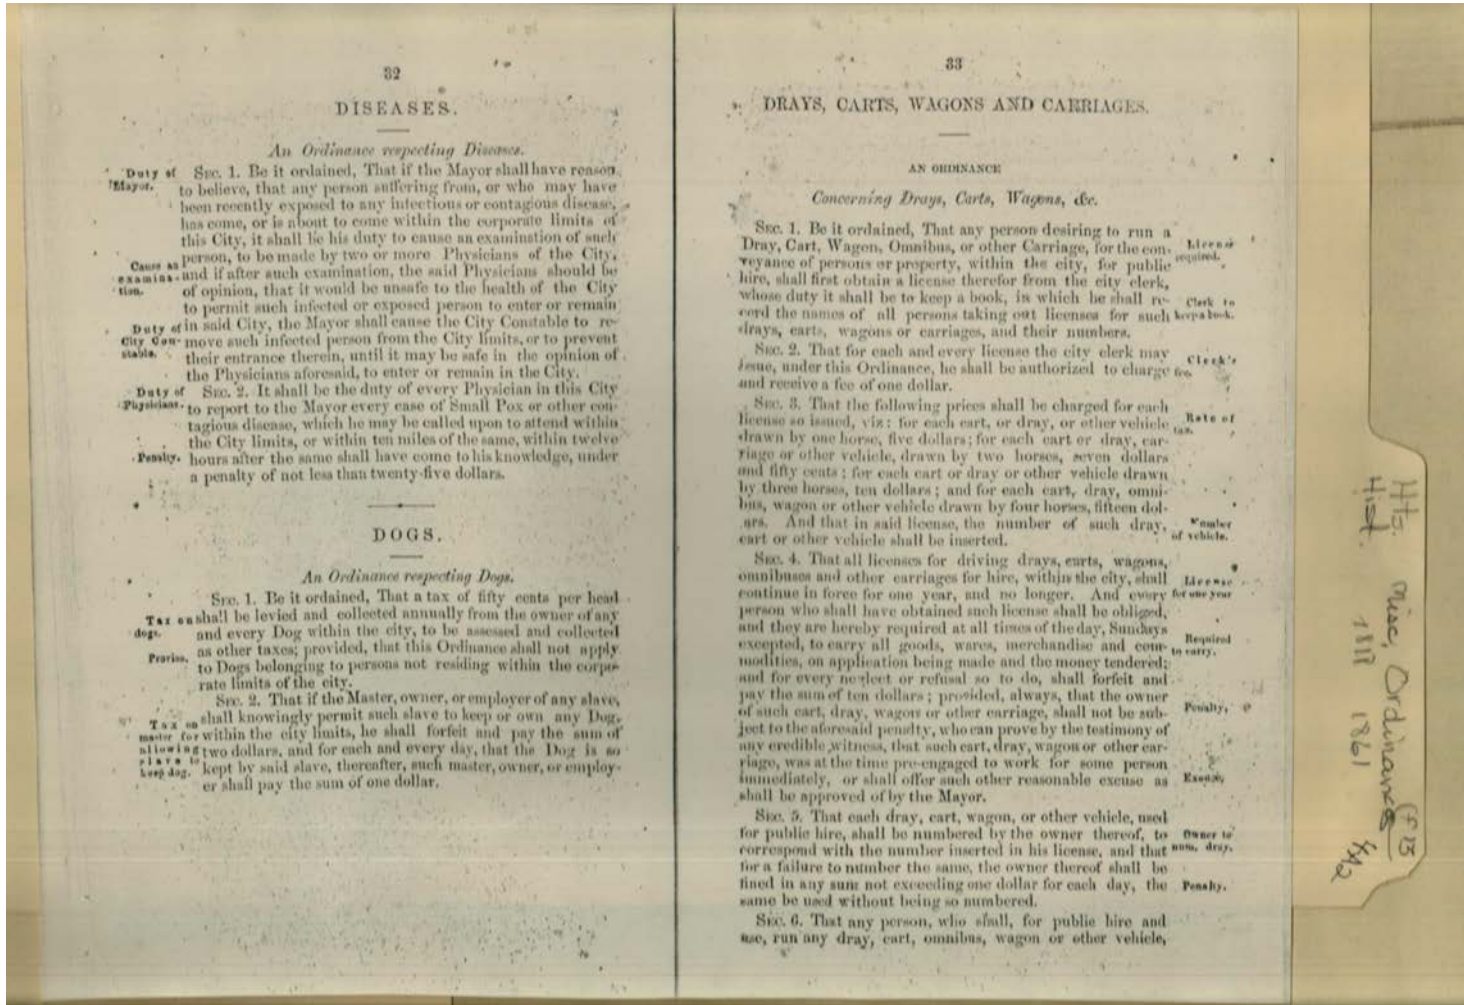 32
DISEASES.
An Ordinance respecting Diseases.
Duty of Mayor.
SEC. 1. Be it ordained, That if the Mayor shall have reason
to believe, that any person suffering from, or who may have
been recently exposed to any infectious or contagious disease,
has come, or is about to come within the corporate limits of
this City, it shall be his duty to cause an examination of such
person, to be made by two or more Physicians of the City,
Cause an
examina-
tion.
and if after such examination, the said Physicians should be
of opinion, that it would be unsafe to the health of the City
to permit such infected or exposed person to enter or remain
Duty of
City Con-
stable.
in said City, the Mayor shall cause the City Constable to re-
move such infected person from the City limits, or to prevent
their entrance therein, until it may be safe in the opinion of
the Physicians aforesaid, to enter or remain in the City.
Duty of
Physicians.
SEC. 2. It shall be the duty of every Physician in this City
to report to the Mayor every case of Small Pox or other con-
tagious disease, which he may be called upon to attend within
the City limits, or within ten miles of the same, within twelve
Penalty.
hours after the same shall have come to his knowledge, under
a penalty of not less than twenty-five dollars.
DOGS.
An Ordinance respecting Dogs.
SEC. 1. Be it ordained, That a tax of fifty cents per head
Tax on
dogs.
shall be levied and collected annually from the owner of any
and every Dog within the city, to be assessed and collected
as other taxes; provided, that this Ordinance shall not apply
Proviso.
to Dogs belonging to persons not residing within the corpo-
rate limits of the city.
SEC. 2. That if the Master, owner, or employer of any slave,
Tax on
master for
allowing
slave to
keep dog.
shall knowingly permit such slave to keep or own any Dog,
within the city limits, he shall forfeit and pay the sum of
two dollars, and for each and every day, that the Dog is so
kept by said slave, thereafter, such master, owner, or employ-
er shall pay the sum of one dollar.
33
DRAYS, CARTS, WAGONS AND CARRIAGES.
AN ORDINANCE
Concerning Drays, Carts, Wagons, &c.
SEC. 1. Be it ordained, That any person desiring to run a
Dray, Cart, Wagon, Omnibus, or other Carriage, for the con-
License
required.
veyance of persons or property, within the city, for public
hire, shall first obtain a license therefor from the city clerk,
whose duty it shall be to keep a book, in which he shall re-
Clerk to
keep a book.
cord the names of all persons taking out licenses for such
drays, carts, wagons or carriages, and their numbers.
SEC. 2. That for each and every license the city clerk may
Clerk's
fee.
issue, under this Ordinance, he shall be authorized to charge
and receive a fee of one dollar.
SEC. 3. That the following prices shall be charged for each
Rate of
tax.
license so issued, viz: for each cart, or dray, or other vehicle
drawn by one horse, five dollars; for each cart or dray, car-
riage or other vehicle, drawn by two horses, seven dollars
and fifty cents; for each cart or dray or other vehicle drawn
by three horses, ten dollars; and for each cart, dray, omni-
bus, wagon or other vehicle drawn by four horses, fifteen dol-
ars. And that in said license, the number of such dray,
Number
of vehicle.
cart or other vehicle shall be inserted.
SEC. 4. That all licenses for driving drays, carts, wagons,
omnibuses and other carriages for hire, within the city, shall
License
for one year
continue in force for one year, and no longer. And every
person who shall have obtained such license shall be obliged,
and they are hereby required at all times of the day, Sundays
Required
to carry.
excepted, to carry all goods, wares, merchandise and com-
modities, on application being made and the money tendered;
and for every neglect or refusal so to do, shall forfeit and
pay the sum of ten dollars; provided, always, that the owner
Penalty,
of such cart, dray, wagon or other carriage, shall not be sub-
ject to the aforesaid penalty, who can prove by the testimony of
any credible witness, that such cart, dray, wagon or other car-
riage, was at the time pre-engaged to work for some person
immediately, or shall offer such other reasonable excuse as
Excuse,
shall be approved of by the Mayor.
SEC. 5. That each dray, cart, wagon, or other vehicle, used
for public hire, shall be numbered by the owner thereof, to
Owner to
num. dray.
correspond with the number inserted in his license, and that
for a failure to number the same, the owner thereof shall be
fined in any sum not exceeding one dollar for each day, the
Penalty.
same be used without being so numbered.
SEC. 6. That any person, who shall, for public hire and
use, run any dray, cart, omnibus, wagon or other vehicle,
Hist.
Misc. Ordinances
1861